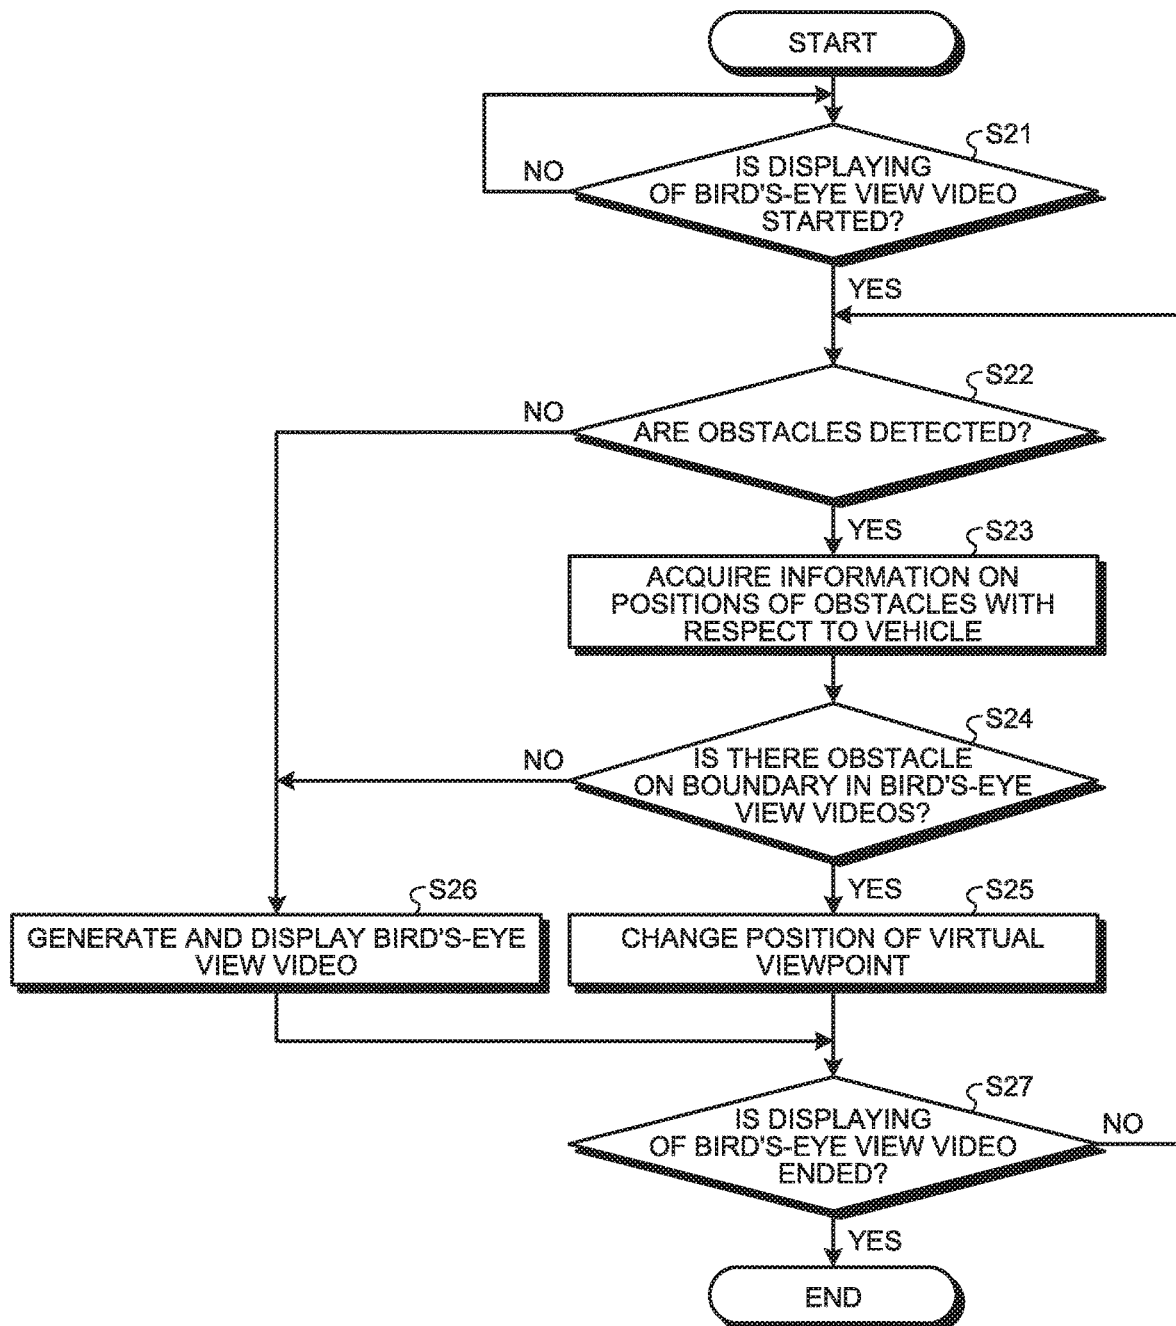 START
S21
NO
IS DISPLAYING
OF BIRD'S-EYE VIEW VIDEO
STARTED?
YES
S22
NO
ARE OBSTACLES DETECTED?
YES
S23
ACQUIRE INFORMATION ON
POSITIONS OF OBSTACLES WITH
RESPECT TO VEHICLE
S24
NO
IS THERE OBSTACLE
ON BOUNDARY IN BIRD'S-EYE
VIEW VIDEOS?
YES
S26
GENERATE AND DISPLAY BIRD'S-EYE
VIEW VIDEO
S25
CHANGE POSITION OF VIRTUAL
VIEWPOINT
S27
IS DISPLAYING
OF BIRD'S-EYE VIEW VIDEO
ENDED?
NO
YES
END